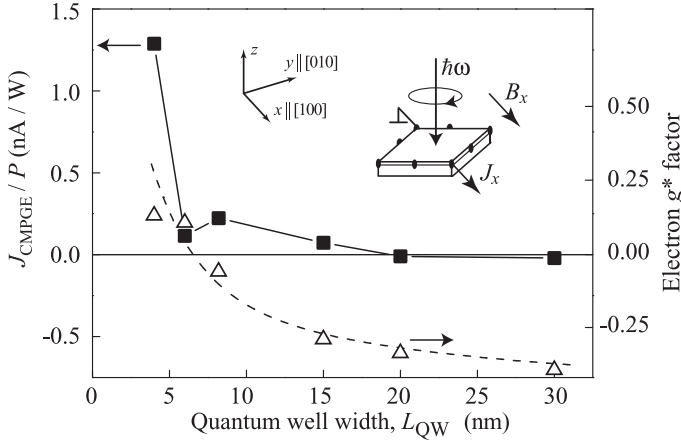 1.5
1.0
0.5
0.0
-0.5
J_CMPGE / P (nA / W)
z
y || [010]
x || [100]
ħω
B_x
J_x
0.50
0.25
0.00
-0.25
Electron g* factor
0 5 10 15 20 25 30
Quantum well width, L_QW (nm)